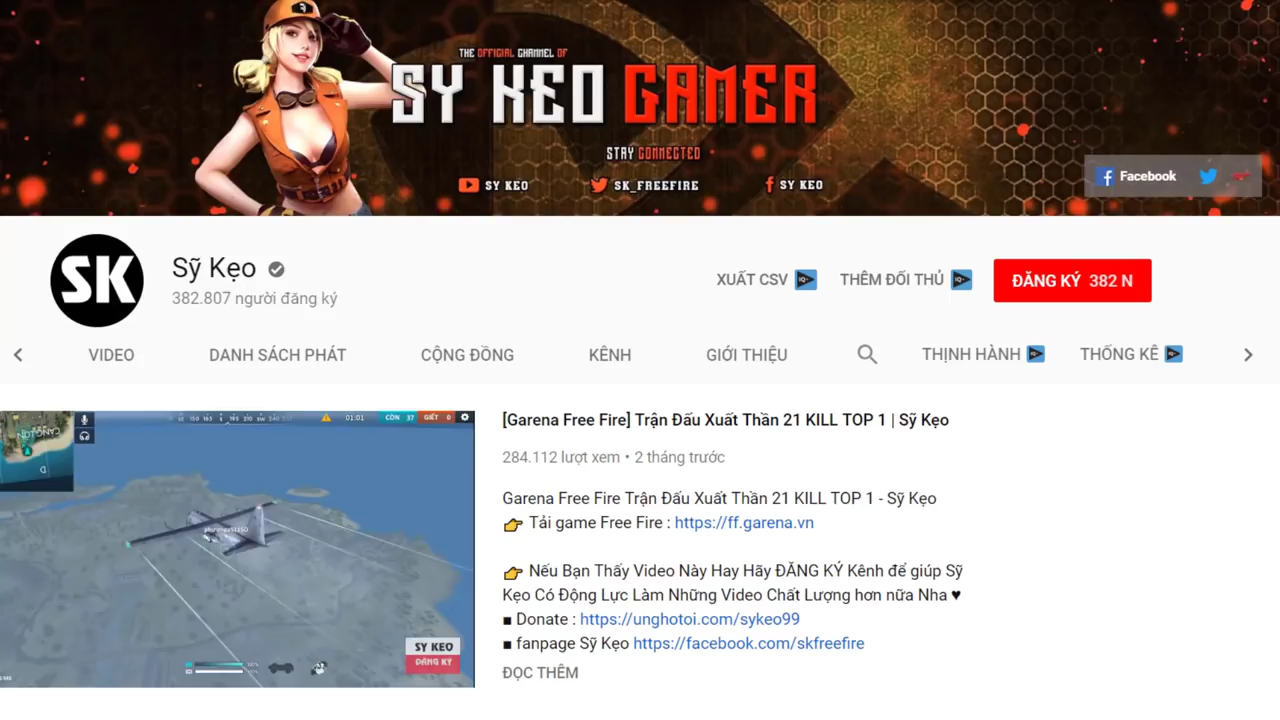 THE OFFICIAL CHANNEL OF
SY KEO GAMER
STAY CONNECTED
SY KEO
SK_FREEFIRE
SY KEO
Facebook
SK
Sỹ Kẹo
382.807 người đăng ký
XUẤT CSV
THÊM ĐỐI THỦ
ĐĂNG KÝ 382 N
VIDEO
DANH SÁCH PHÁT
CỘNG ĐỒNG
KÊNH
GIỚI THIỆU
THỊNH HÀNH
THỐNG KÊ
01:01
CÒN 37
GIẾT 0
SY KEO
ĐĂNG KÝ
[Garena Free Fire] Trận Đấu Xuất Thần 21 KILL TOP 1 | Sỹ Kẹo
284.112 lượt xem • 2 tháng trước
Garena Free Fire Trận Đấu Xuất Thần 21 KILL TOP 1 - Sỹ Kẹo
👉 Tải game Free Fire : https://ff.garena.vn
👉 Nếu Bạn Thấy Video Này Hay Hãy ĐĂNG KÝ Kênh để giúp Sỹ
Kẹo Có Động Lực Làm Những Video Chất Lượng hơn nữa Nha ♥
■ Donate : https://unghotoi.com/sykeo99
■ fanpage Sỹ Kẹo https://facebook.com/skfreefire
ĐỌC THÊM